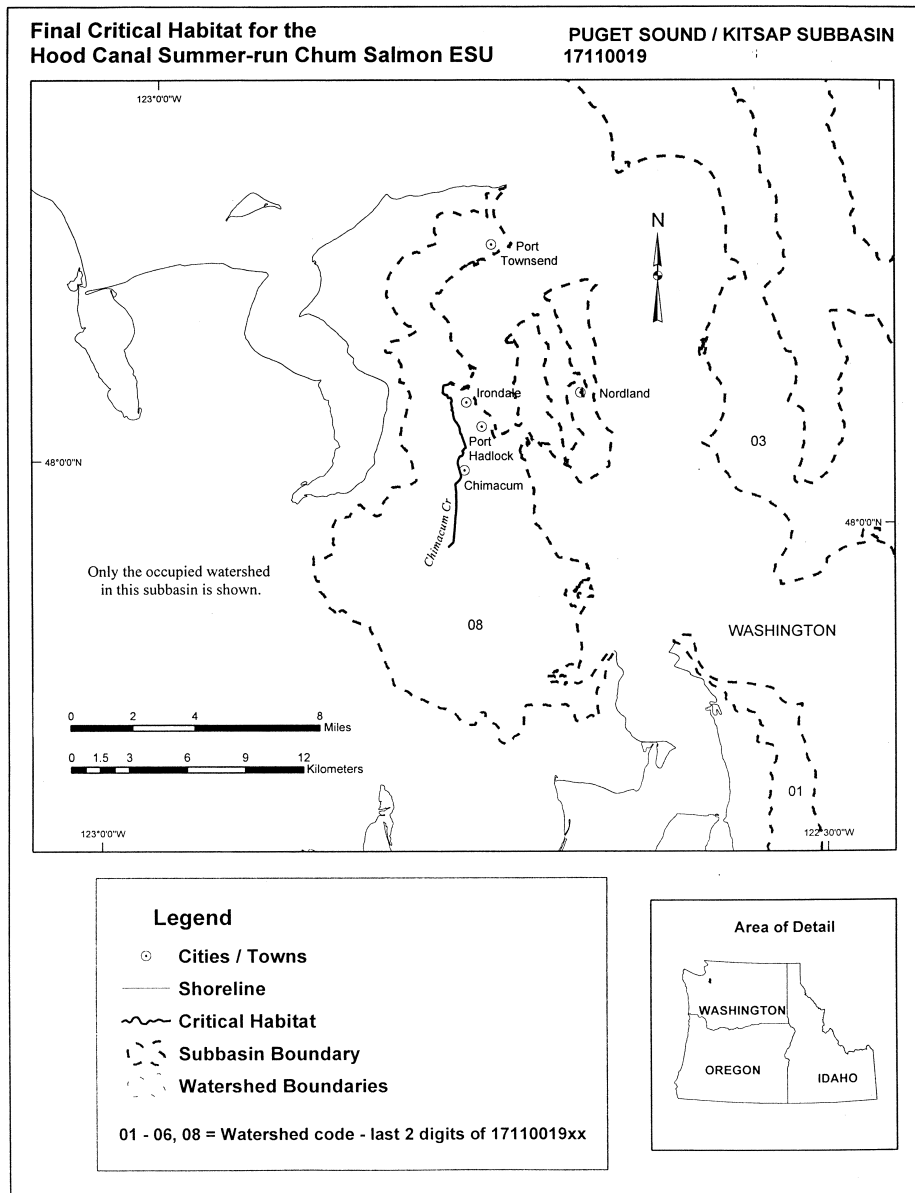 Final Critical Habitat for the
Hood Canal Summer-run Chum Salmon ESU
PUGET SOUND / KITSAP SUBBASIN
17110019
123°0'0"W
N
Port
Townsend
Irondale
Nordland
Port
Hadlock
Chimacum
03
48°0'0"N
48°0'0"N
Chimacum Cr
Only the occupied watershed
in this subbasin is shown.
08
WASHINGTON
0 2 4 8
Miles
0 1.5 3 6 9 12
Kilometers
01
123°0'0"W
122°30'0"W
Legend
Cities / Towns
Shoreline
Critical Habitat
Subbasin Boundary
Watershed Boundaries
01 - 06, 08 = Watershed code - last 2 digits of 17110019xx
Area of Detail
WASHINGTON
OREGON
IDAHO